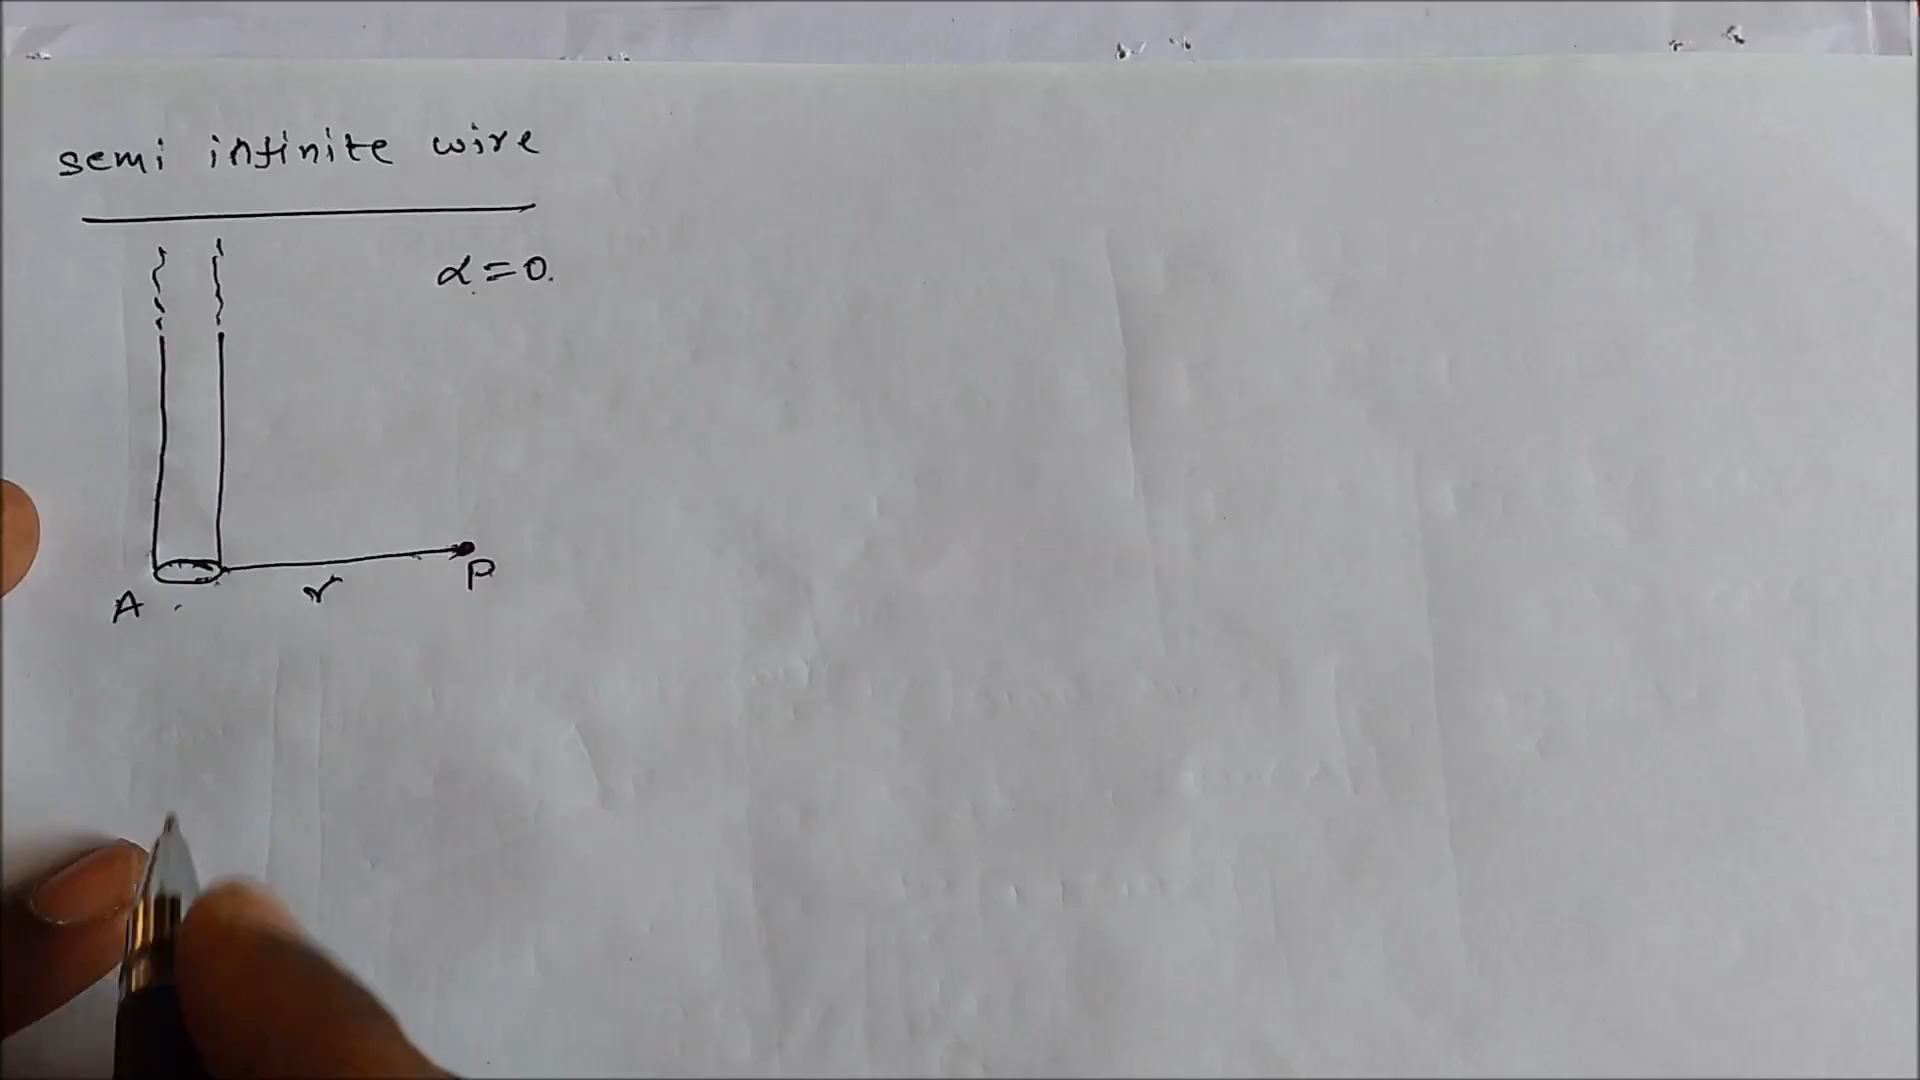 semi infinite wire
α = 0.
P
r
A